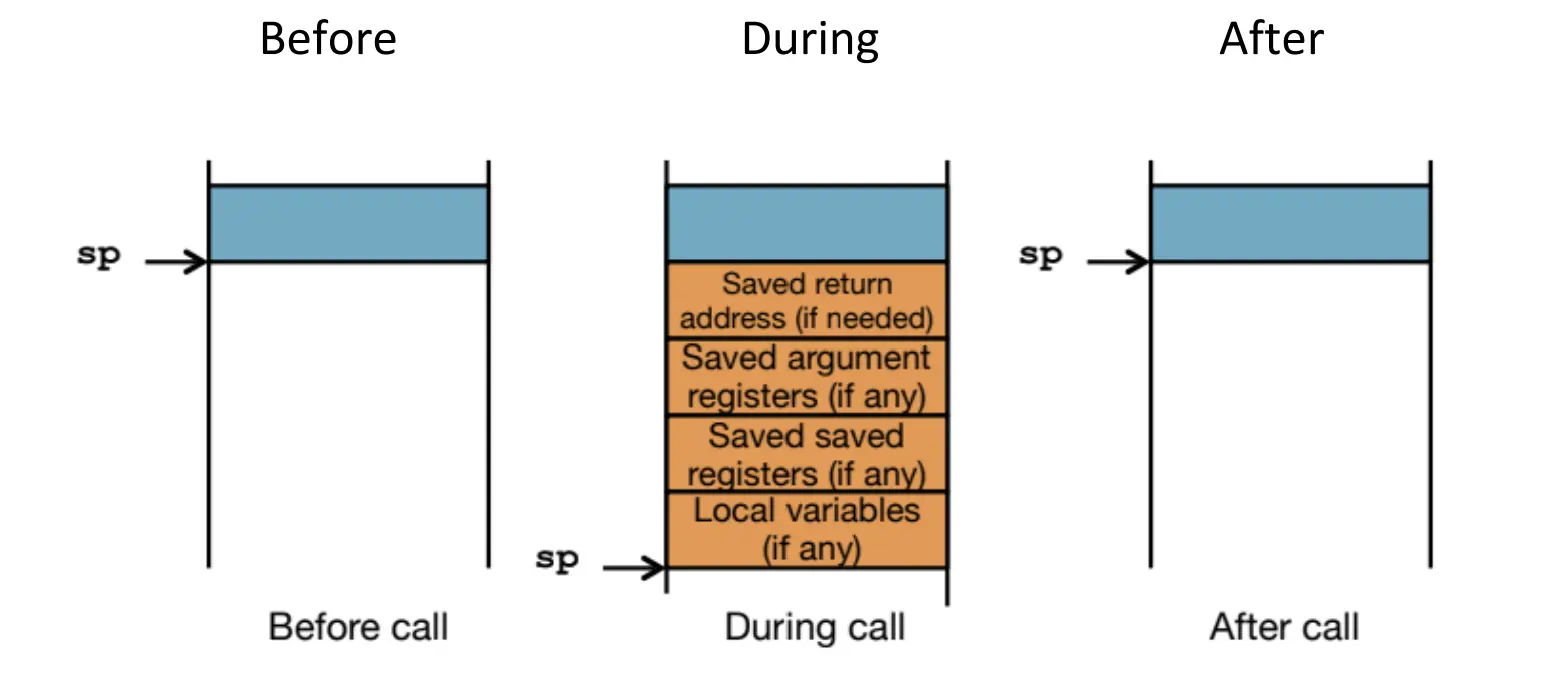 Before
During
After
sp
sp
Saved return
address (if needed)
Saved argument
registers (if any)
Saved saved
registers (if any)
Local variables
(if any)
sp
Before call
During call
After call